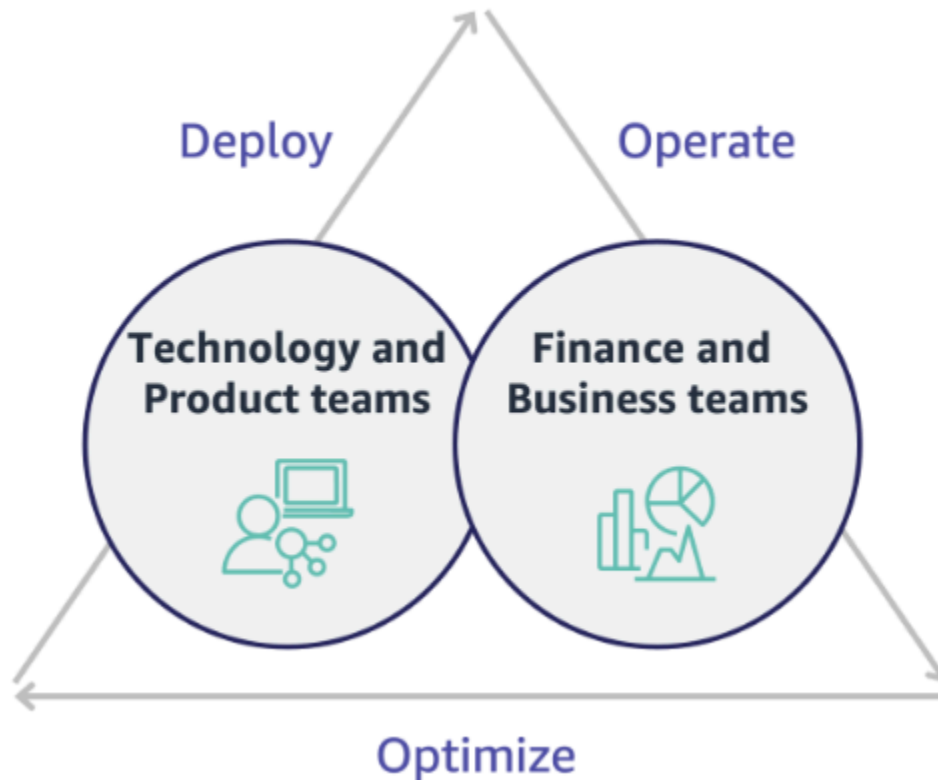 Deploy
Operate
Technology and
Product teams
Finance and
Business teams
Optimize